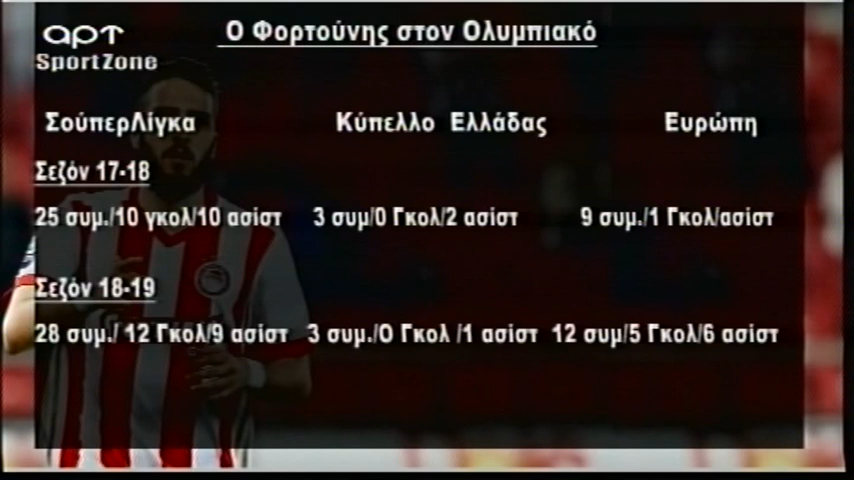 αρτ
SportZone
Ο Φορτούνης στον Ολυμπιακό
ΣούπερΛίγκα Κύπελλο Ελλάδας Ευρώπη
Σεζόν 17-18
25 συμ./10 γκολ/10 ασίστ 3 συμ/0 Γκολ/2 ασίστ 9 συμ./1 Γκολ/ασίστ
Σεζόν 18-19
28 συμ./ 12 Γκολ/9 ασίστ 3 συμ./0 Γκολ /1 ασίστ 12 συμ/5 Γκολ/6 ασίστ